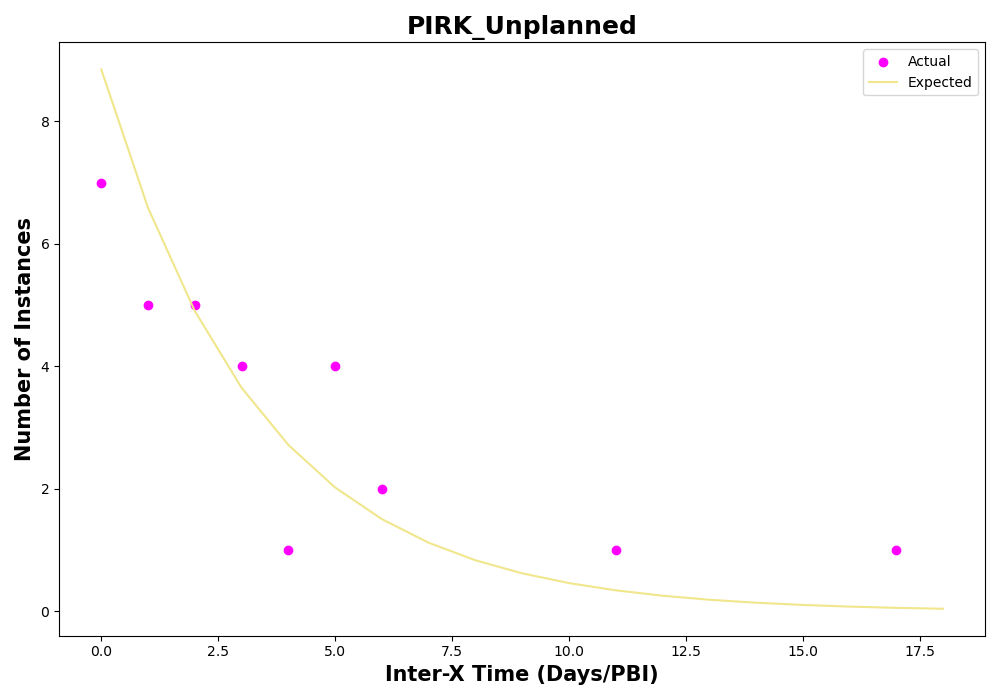 PIRK_Unplanned
Actual
Expected
Number of Instances
8
6
4
2
0
0.0 2.5 5.0 7.5 10.0 12.5 15.0 17.5
Inter-X Time (Days/PBI)